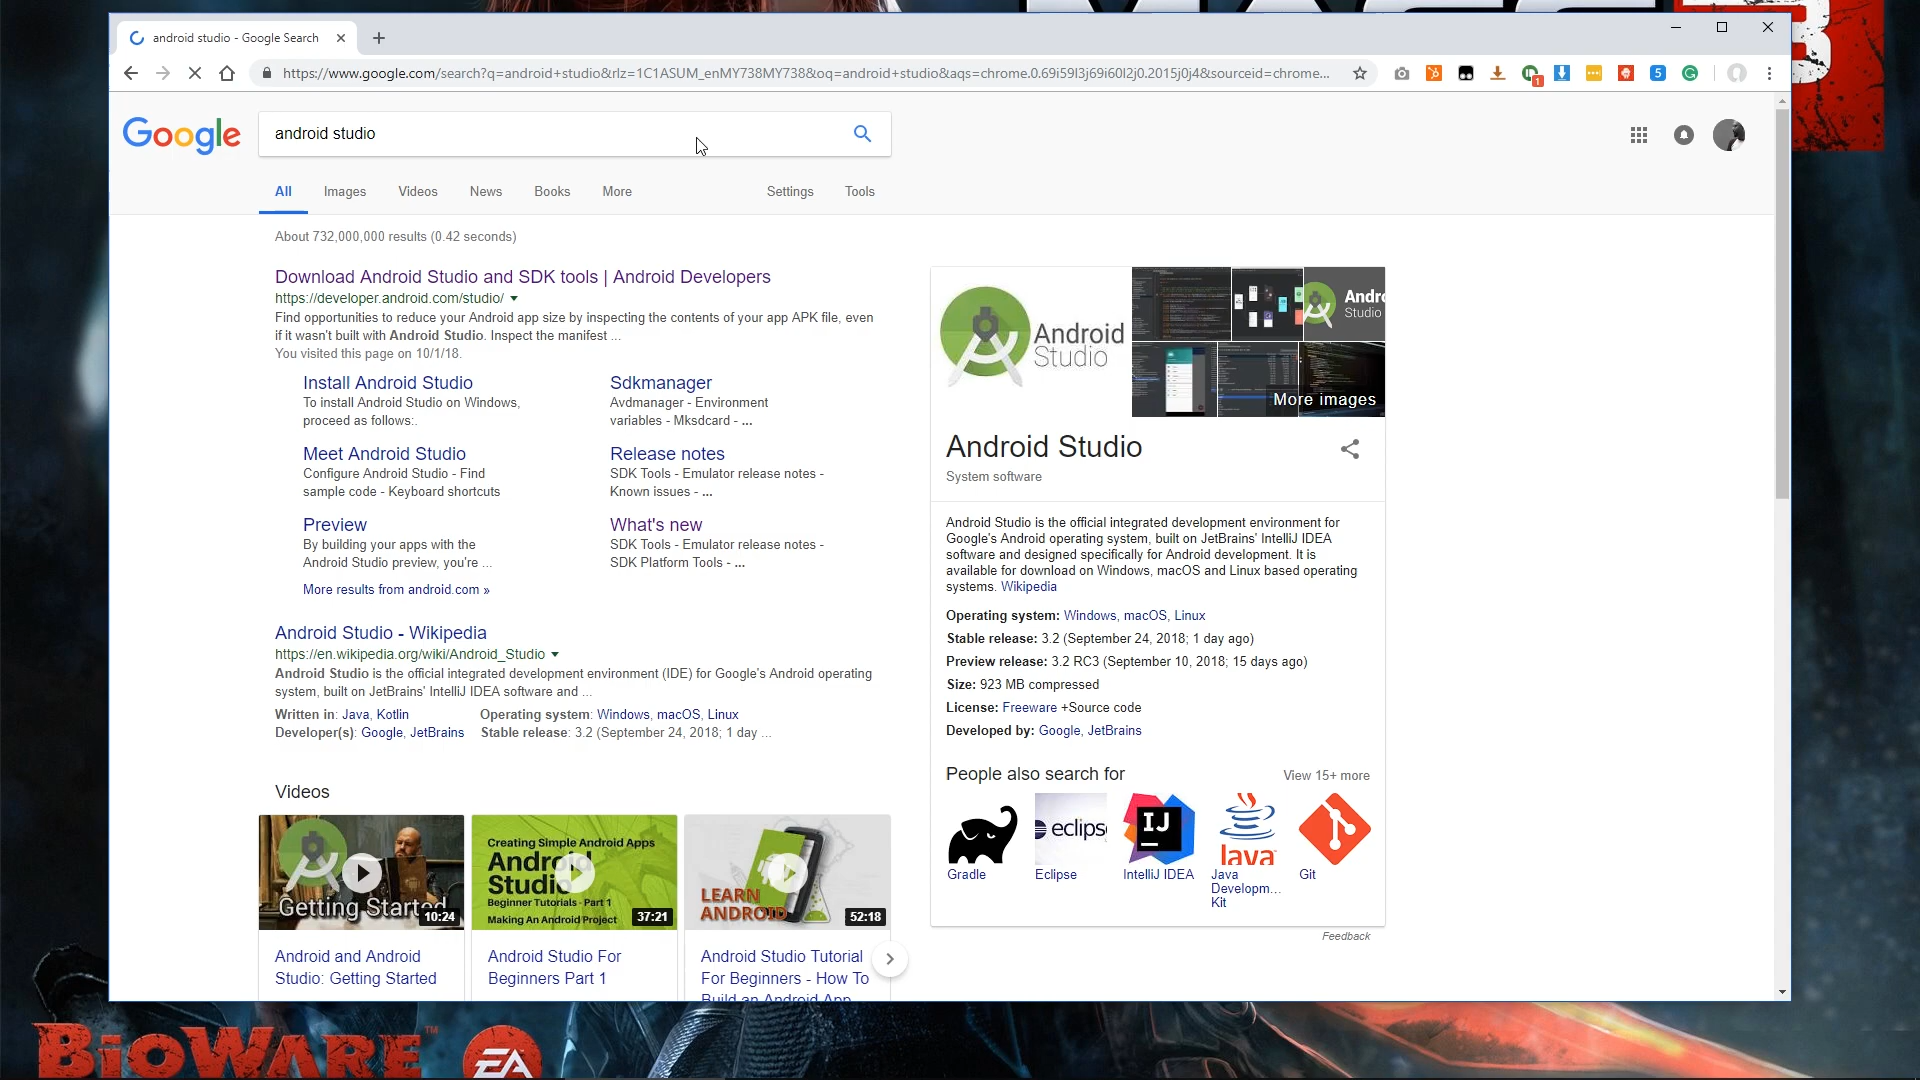 android studio - Google Search
https://www.google.com/search?q=android+studio&rlz=1C1ASUM_enMY738MY738&oq=android+studio&aqs=chrome.0.69i59l3j69i60l2j0.2015j0j4&sourceid=chrome...
1
5
Google
android studio
All
Images
Videos
News
Books
More
Settings
Tools
About 732,000,000 results (0.42 seconds)
Download Android Studio and SDK tools | Android Developers
https://developer.android.com/studio/
Find opportunities to reduce your Android app size by inspecting the contents of your app APK file, even
if it wasn't built with Android Studio. Inspect the manifest ...
You visited this page on 10/1/18.
Install Android Studio
To install Android Studio on Windows,
proceed as follows:.
Sdkmanager
Avdmanager - Environment
variables - Mksdcard - ...
Meet Android Studio
Configure Android Studio - Find
sample code - Keyboard shortcuts
Release notes
SDK Tools - Emulator release notes -
Known issues - ...
Preview
By building your apps with the
Android Studio preview, you're ...
What's new
SDK Tools - Emulator release notes -
SDK Platform Tools - ...
More results from android.com »
Android Studio - Wikipedia
https://en.wikipedia.org/wiki/Android_Studio
Android Studio is the official integrated development environment (IDE) for Google's Android operating
system, built on JetBrains' IntelliJ IDEA software and ...
Written in: Java, Kotlin
Operating system: Windows, macOS, Linux
Developer(s): Google, JetBrains
Stable release: 3.2 (September 24, 2018; 1 day ...
Videos
Getting Started
10:24
Creating Simple Android Apps
Android
Studio
Beginner Tutorials - Part 1
Making An Android Project
37:21
LEARN
ANDROID
52:18
Android and Android
Studio: Getting Started
Android Studio For
Beginners Part 1
Android Studio Tutorial
For Beginners - How To
Build an Android App
Android
Studio
Andro
Studio
More images
Android Studio
System software
Android Studio is the official integrated development environment for
Google's Android operating system, built on JetBrains' IntelliJ IDEA
software and designed specifically for Android development. It is
available for download on Windows, macOS and Linux based operating
systems. Wikipedia
Operating system: Windows, macOS, Linux
Stable release: 3.2 (September 24, 2018; 1 day ago)
Preview release: 3.2 RC3 (September 10, 2018; 15 days ago)
Size: 923 MB compressed
License: Freeware +Source code
Developed by: Google, JetBrains
People also search for
View 15+ more
eclips
IJ
Java
Gradle
Eclipse
IntelliJ IDEA
Java
Developm...
Kit
Git
Feedback
BIOWARE™
EA